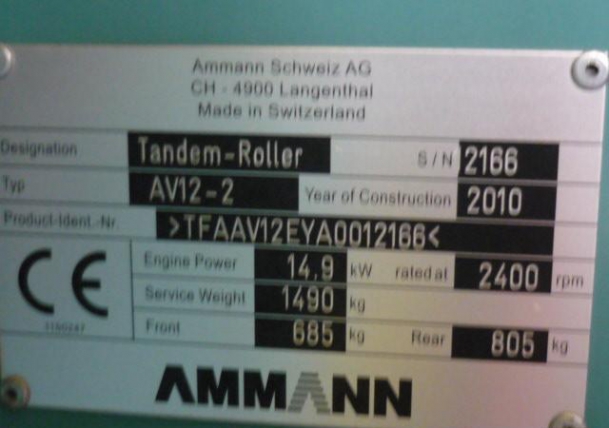 Ammann Schweiz AG
CH - 4900 Langenthal
Made in Switzerland
Designation Tandem-Roller S / N 2166
Typ AV12-2 Year of Construction 2010
Product-Ident.-Nr. >TFAAV12EYA0012166<
Engine Power 14,9 kW rated at 2400 rpm
CE Service Weight 1490 kg
Front 685 kg Rear 805 kg
AMMANN